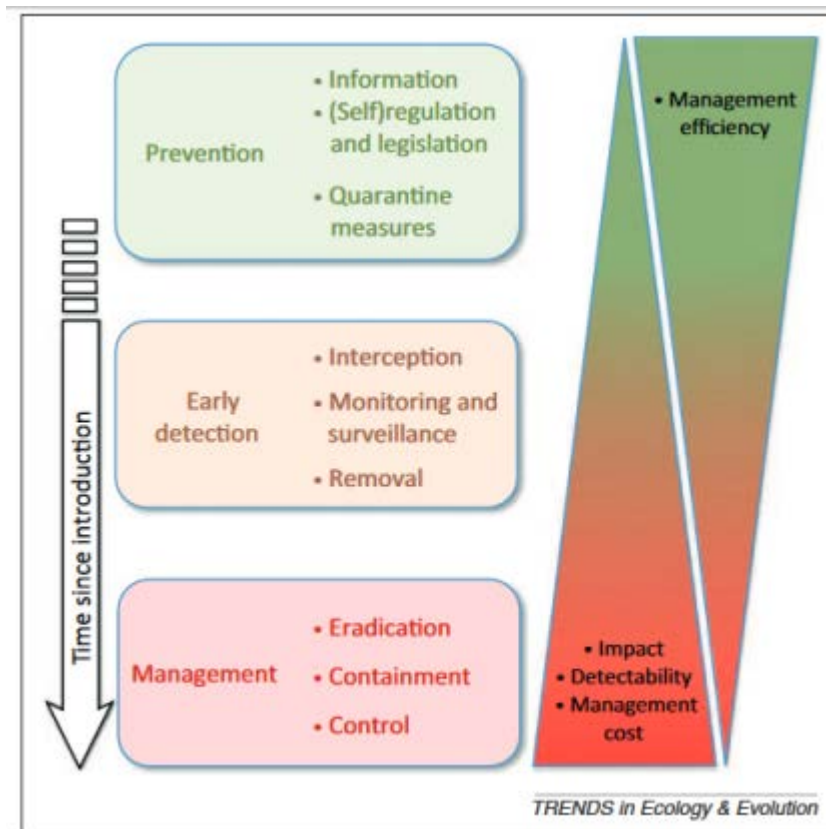 Prevention
• Information
• (Self)regulation
and legislation
• Quarantine
measures
Early
detection
• Interception
• Monitoring and
surveillance
• Removal
Management
• Eradication
• Containment
• Control
Time since introduction
• Management
efficiency
• Impact
• Detectability
• Management
cost
TRENDS in Ecology & Evolution